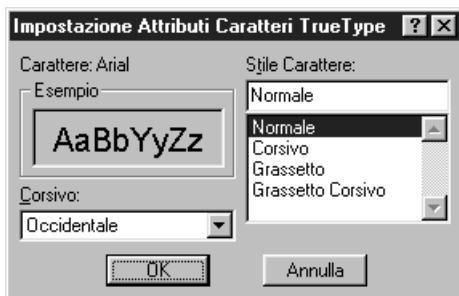 Impostazione Attributi Caratteri TrueType
Carattere: Arial
Esempio
AaBbYyZz
Corsivo:
Occidentale
Stile Carattere:
Normale
Normale
Corsivo
Grassetto
Grassetto Corsivo
OK
Annulla